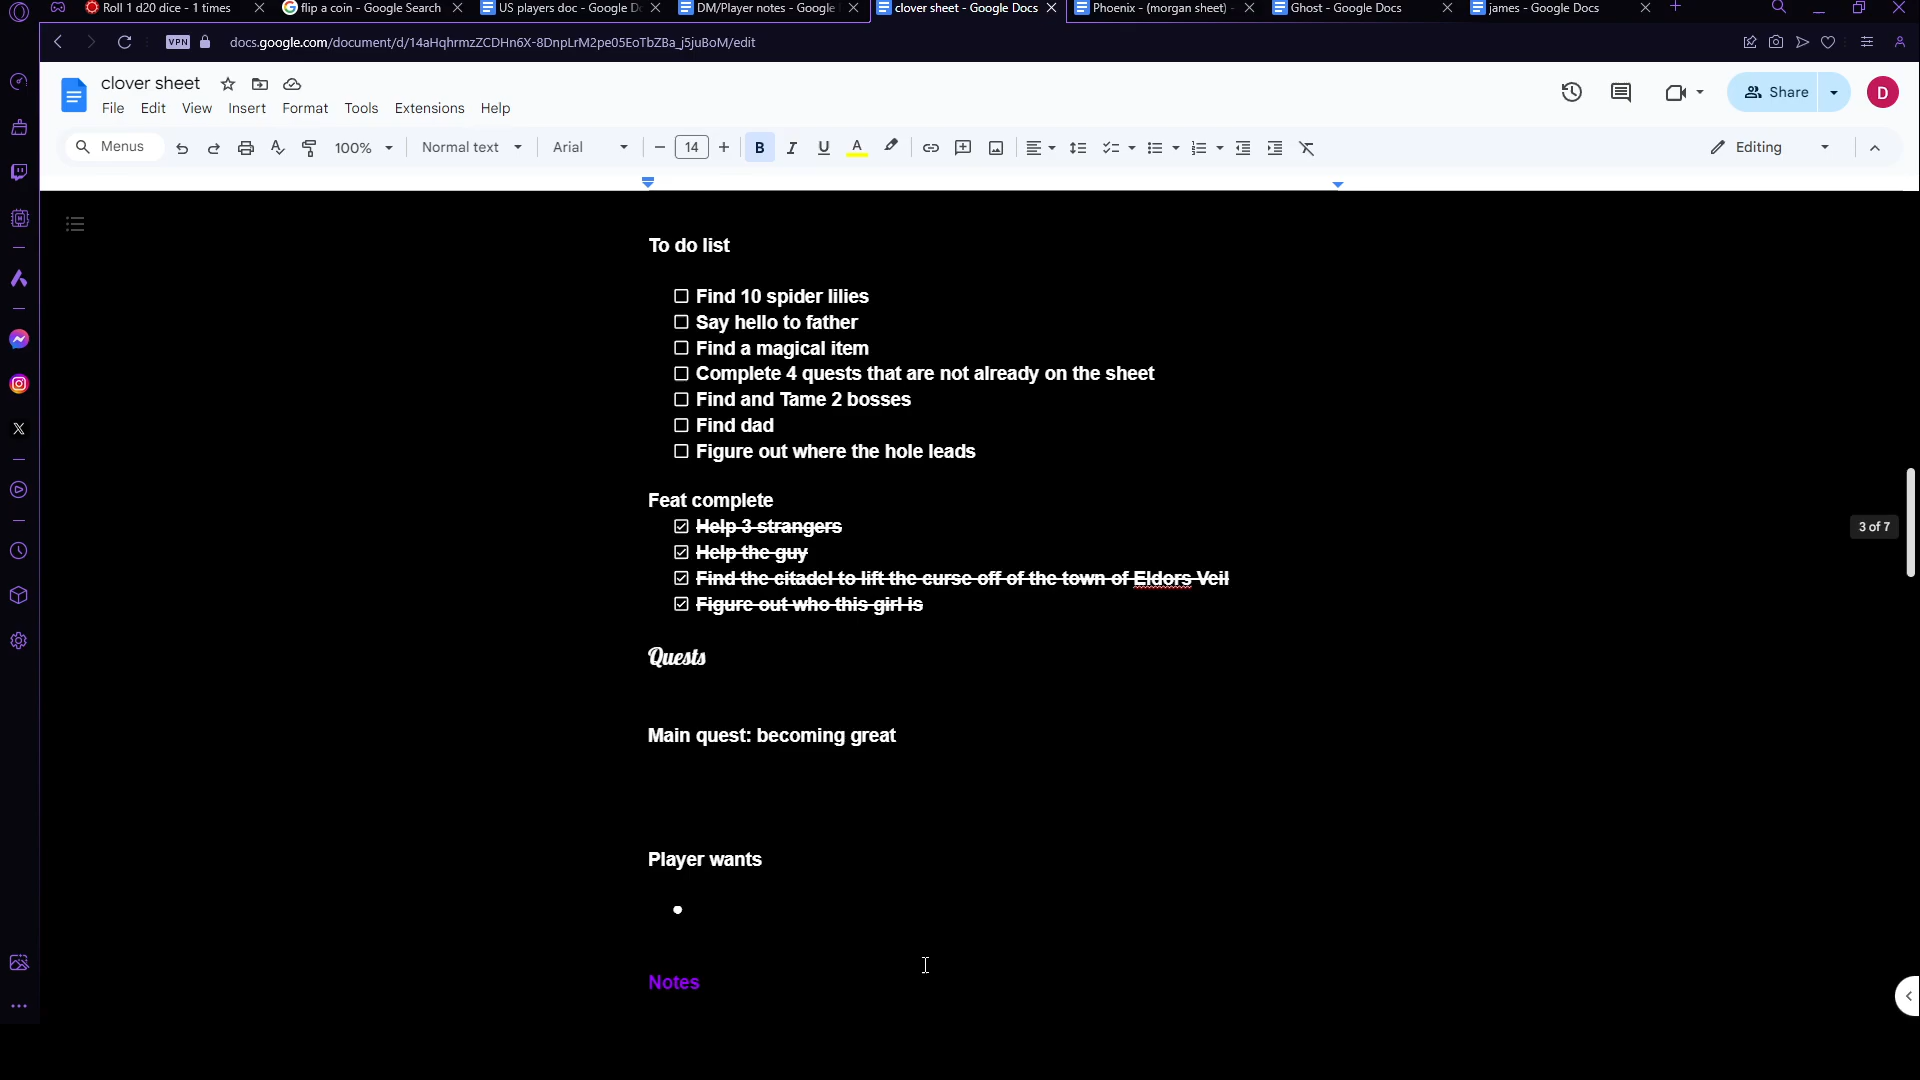 Roll 1 d20 dice - 1 times
flip a coin - Google Search
US players doc - Google D
DM/Player notes - Google
clover sheet - Google Docs
Phoenix - (morgan sheet) -
Ghost - Google Docs
james - Google Docs
VPN
docs.google.com/document/d/14aHqhrmzZCDHn6X-8DnpLrM2pe05EoTbZBa_j5juBoM/edit
clover sheet
File Edit View Insert Format Tools Extensions Help
Share
D
Menus
100%
Normal text
Arial
14
B
A
Editing
To do list
Find 10 spider lilies
Say hello to father
Find a magical item
Complete 4 quests that are not already on the sheet
Find and Tame 2 bosses
Find dad
Figure out where the hole leads
Feat complete
Help 3 strangers
Help the guy
Find the citadel to lift the curse off of the town of Eldors Veil
Figure out who this girl is
3 of 7
Quests
Main quest: becoming great
Player wants
Notes